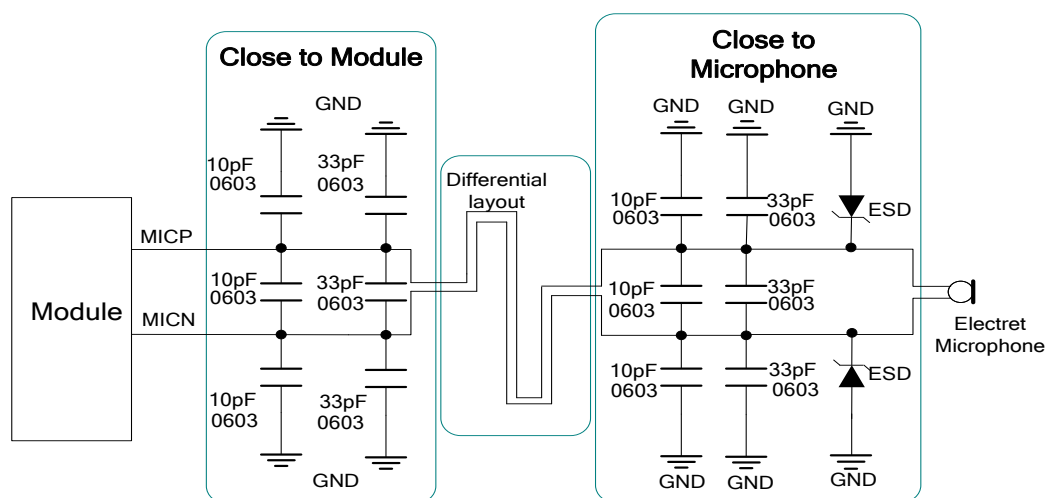 Close to Module
GND
10pF
0603
33pF
0603
MICP
10pF
0603
33pF
0603
Module
MICN
10pF
0603
33pF
0603
GND
Differential
layout
Close to
Microphone
GND
GND
GND
10pF
0603
33pF
0603
ESD
10pF
0603
33pF
0603
Electret
Microphone
10pF
0603
33pF
0603
ESD
GND
GND
GND